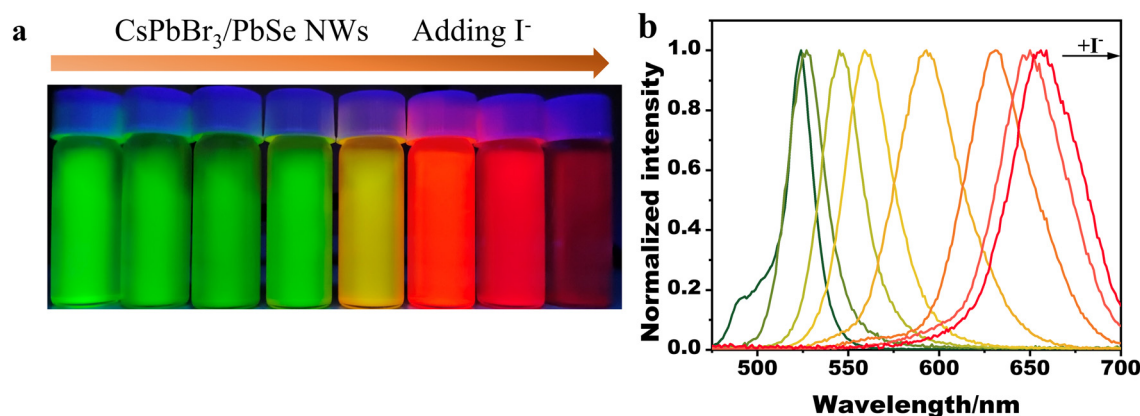 a
CsPbBr₃/PbSe NWs Adding I⁻
b
+I⁻
Normalized intensity
1.0
0.8
0.6
0.4
0.2
0.0
500 550 600 650 700
Wavelength/nm